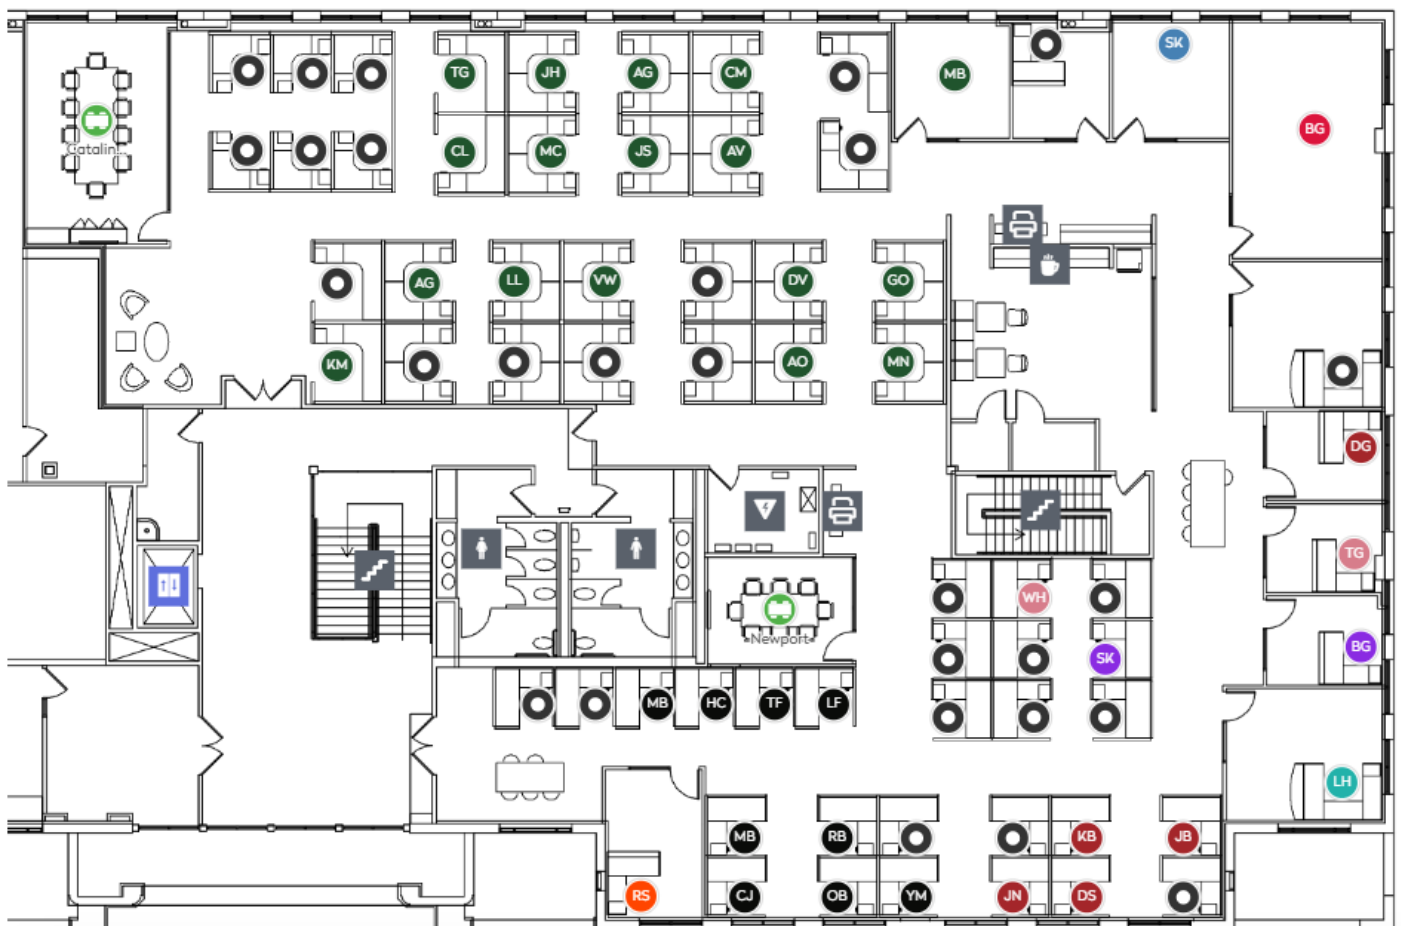 SK
TG
JH
AG
CM
MB
BG
Catalin...
CL
MC
JS
AV
AG
LL
VW
DV
GO
KM
AO
MN
DG
TG
WH
Newport
BG
SK
MB
HC
TF
LF
LH
MB
RB
KB
JB
RS
CJ
OB
YM
JN
DS